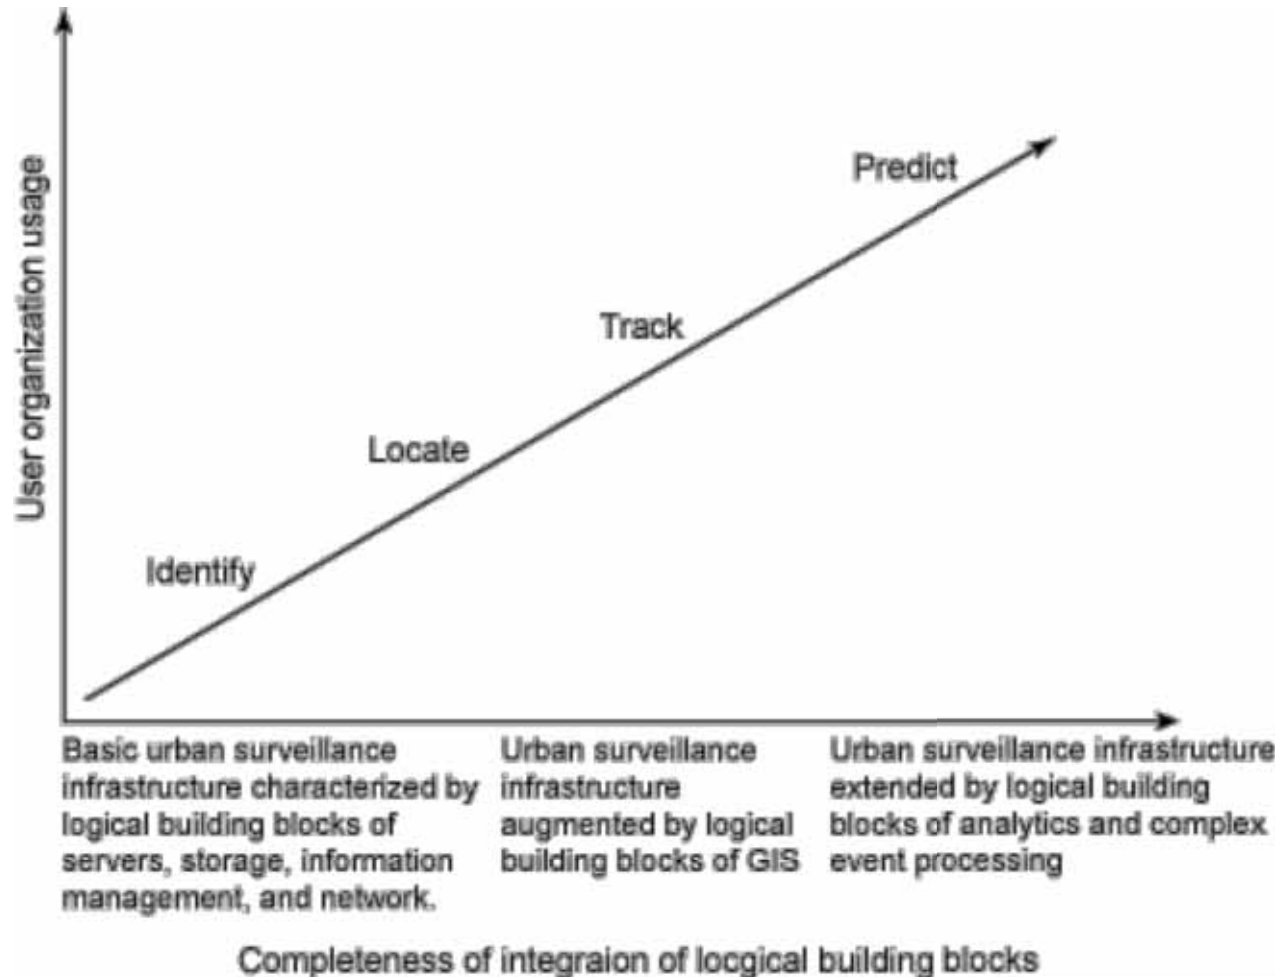 User organization usage
Predict
Track
Locate
Identify
Basic urban surveillance
infrastructure characterized by
logical building blocks of
servers, storage, information
management, and network.
Urban surveillance
infrastructure
augmented by logical
building blocks of GIS
Urban surveillance infrastructure
extended by logical building
blocks of analytics and complex
event processing
Completeness of integraion of locgical building blocks